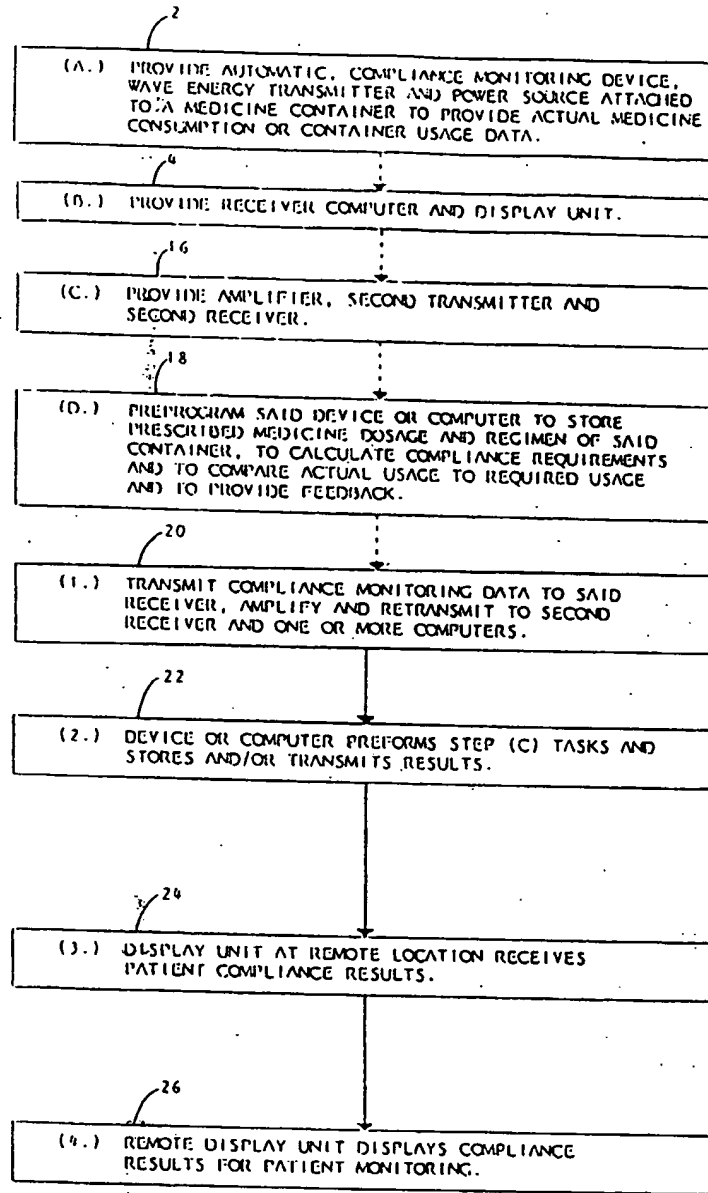 2
(A.) PROVIDE AUTOMATIC, COMPLIANCE MONITORING DEVICE,
WAVE ENERGY TRANSMITTER AND POWER SOURCE ATTACHED
TO A MEDICINE CONTAINER TO PROVIDE ACTUAL MEDICINE
CONSUMPTION OR CONTAINER USAGE DATA.
4
(B.) PROVIDE RECEIVER COMPUTER AND DISPLAY UNIT.
16
(C.) PROVIDE AMPLIFIER, SECOND TRANSMITTER AND
SECOND RECEIVER.
18
(D.) PREPROGRAM SAID DEVICE OR COMPUTER TO STORE
PRESCRIBED MEDICINE DOSAGE AND REGIMEN OF SAID
CONTAINER, TO CALCULATE COMPLIANCE REQUIREMENTS
AND TO COMPARE ACTUAL USAGE TO REQUIRED USAGE
AND TO PROVIDE FEEDBACK.
20
(1.) TRANSMIT COMPLIANCE MONITORING DATA TO SAID
RECEIVER, AMPLIFY AND RETRANSMIT TO SECOND
RECEIVER AND ONE OR MORE COMPUTERS.
22
(2.) DEVICE OR COMPUTER PREFORMS STEP (C) TASKS AND
STORES AND/OR TRANSMITS RESULTS.
24
(3.) DISPLAY UNIT AT REMOTE LOCATION RECEIVES
PATIENT COMPLIANCE RESULTS.
26
(4.) REMOTE DISPLAY UNIT DISPLAYS COMPLIANCE
RESULTS FOR PATIENT MONITORING.